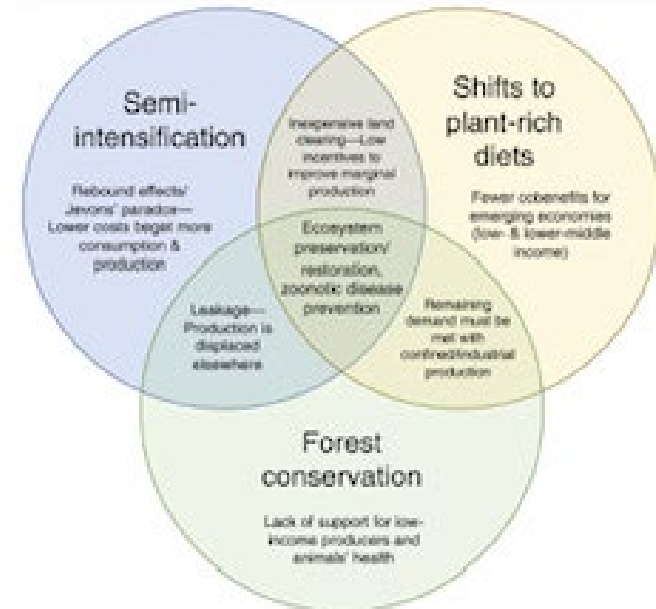 Semi-
intensification
Rebound effects/
Jevons' paradox—
Lower costs beget more
consumption &
production
Inexpensive land
clearing—Low
incentives to
improve marginal
production
Shifts to
plant-rich
diets
Fewer cobenefits for
emerging economies
(low- & lower-middle
income)
Ecosystem
preservation/
restoration,
zoonotic disease
prevention
Leakage—
Production is
displaced
elsewhere
Remaining
demand must be
met with
confined/industrial
production
Forest
conservation
Lack of support for low-
income producers and
animals' health